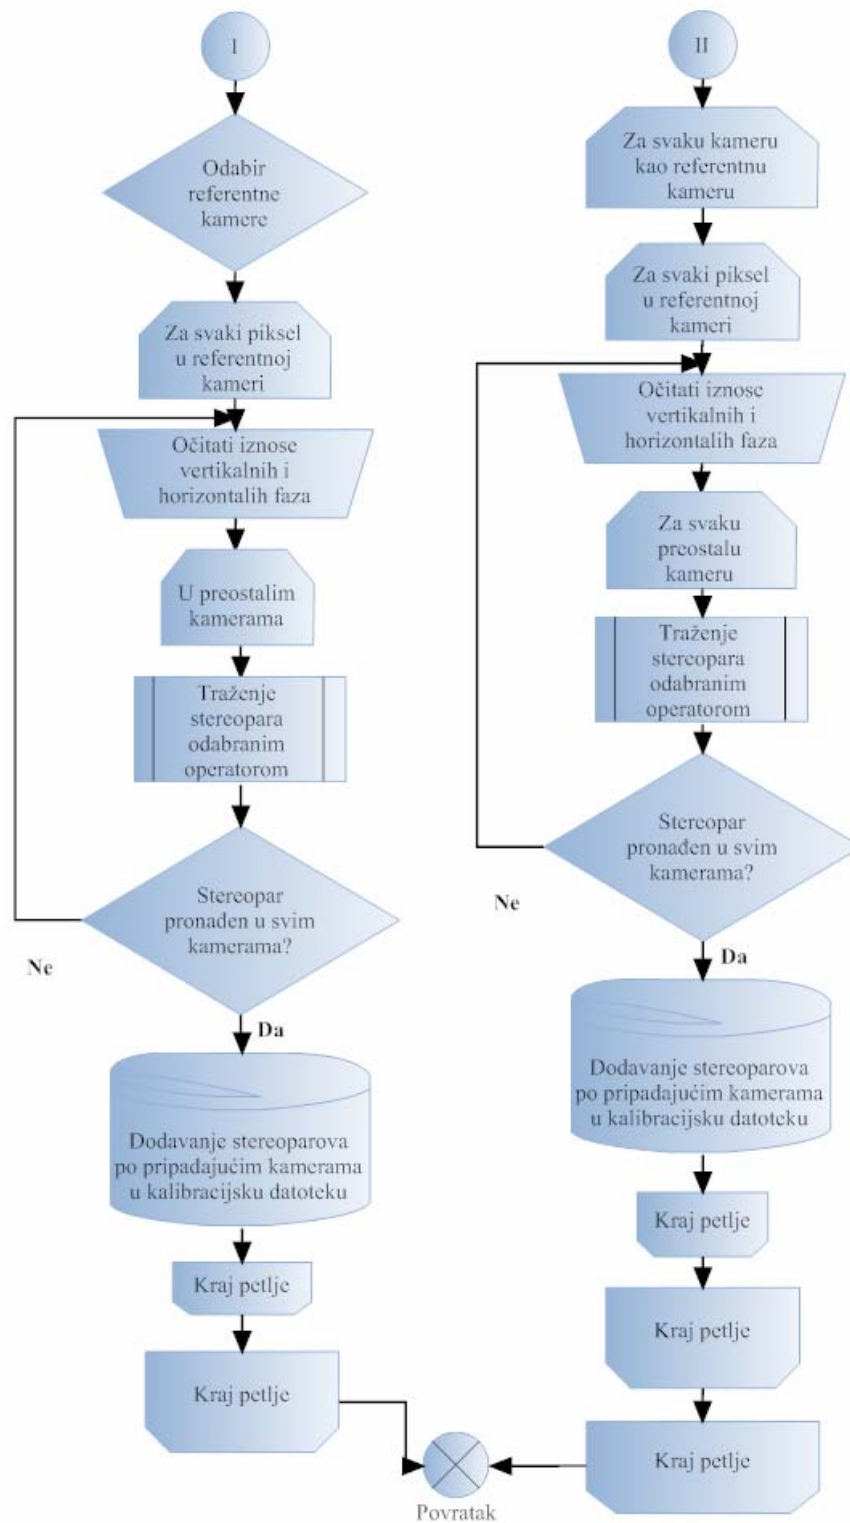 I
Odabir
referentne
kamere
Za svaki piksel
u referentnoj
kameri
Očitati iznose
vertikalnih i
horizontalih faza
U preostalim
kamerama
Traženje
stereopara
odabranim
operatorom
Stereopar
pronađen u svim
kamerama?
Ne
Da
Dodavanje stereoparova
po pripadajućim kamerama
u kalibracijsku datoteku
Kraj petlje
Kraj petlje
II
Za svaku kameru
kao referentnu
kameru
Za svaki piksel
u referentnoj
kameri
Očitati iznose
vertikalnih i
horizontalih faza
Za svaku
preostalu
kameru
Traženje
stereopara
odabranim
operatorom
Stereopar
pronađen u svim
kamerama?
Ne
Da
Dodavanje stereoparova
po pripadajućim kamerama
u kalibracijsku datoteku
Kraj petlje
Kraj petlje
Kraj petlje
Povratak